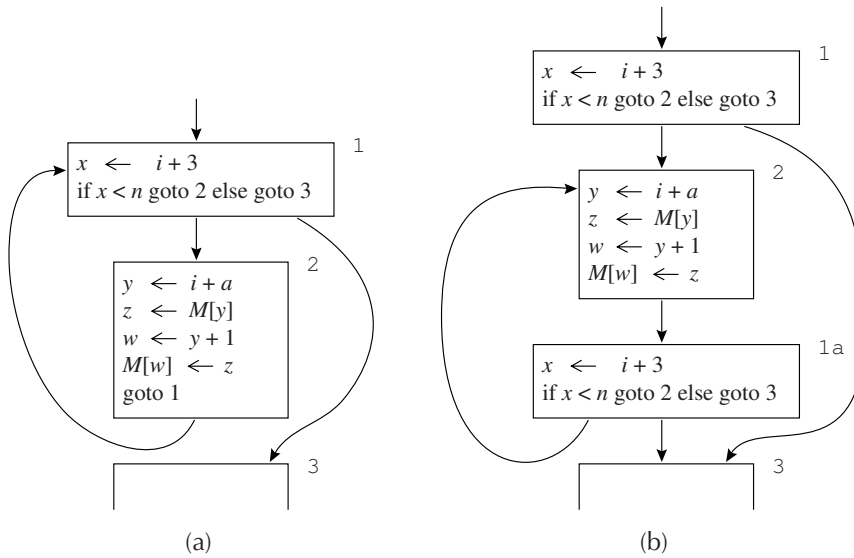 1
x ← i + 3
if x < n goto 2 else goto 3
2
y ← i + a
z ← M[y]
w ← y + 1
M[w] ← z
goto 1
3
(a)
1
x ← i + 3
if x < n goto 2 else goto 3
2
y ← i + a
z ← M[y]
w ← y + 1
M[w] ← z
1a
x ← i + 3
if x < n goto 2 else goto 3
3
(b)